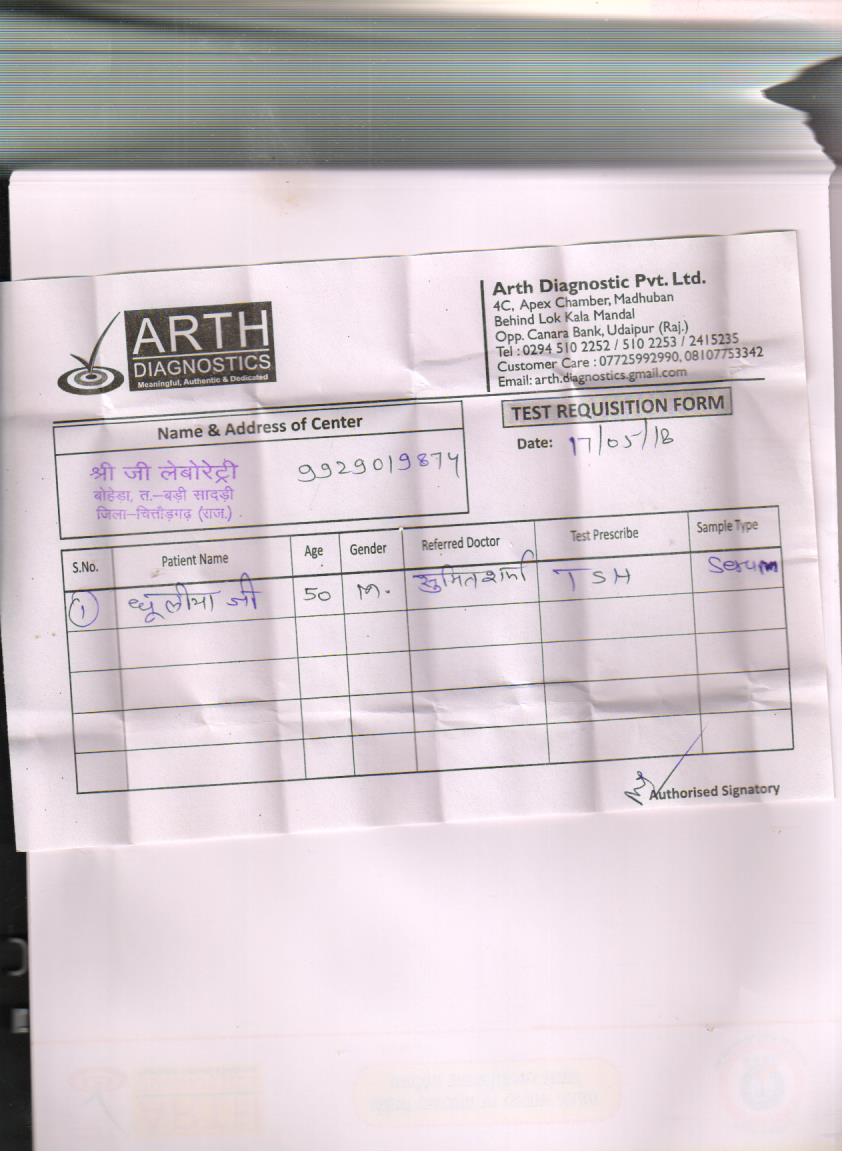 ARTH
DIAGNOSTICS
Meaningful, Authentic & Dedicated
Arth Diagnostic Pvt. Ltd.
4C, Apex Chamber, Madhuban
Behind Lok Kala Mandal
Opp. Canara Bank, Udaipur (Raj.)
Tel : 0294 510 2252 / 510 2253 / 2415235
Customer Care : 07725992990, 08107753342
Email: arth.diagnostics.gmail.com
TEST REQUISITION FORM
Date: 17/05/18
Name & Address of Center
श्री जी लेबोरेट्री 9929019874
बोहेडा, त.–बड़ी सादड़ी
जिला–चित्तौड़गढ़ (राज.)
S.No. Patient Name Age Gender Referred Doctor Test Prescribe Sample Type
1 धूलीया जी 50 M. सुमित शर्मा TSH Serum
Authorised Signatory